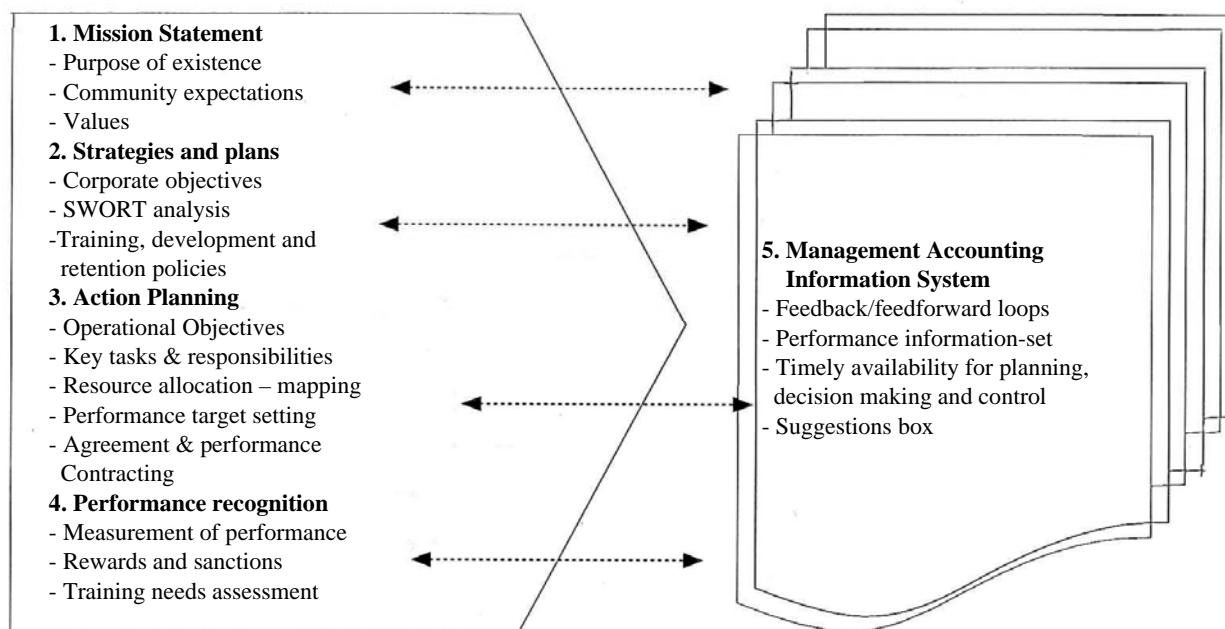 1. Mission Statement
- Purpose of existence
- Community expectations
- Values
2. Strategies and plans
- Corporate objectives
- SWORT analysis
-Training, development and
retention policies
3. Action Planning
- Operational Objectives
- Key tasks & responsibilities
- Resource allocation – mapping
- Performance target setting
- Agreement & performance
Contracting
4. Performance recognition
- Measurement of performance
- Rewards and sanctions
- Training needs assessment
5. Management Accounting
Information System
- Feedback/feedforward loops
- Performance information-set
- Timely availability for planning,
decision making and control
- Suggestions box